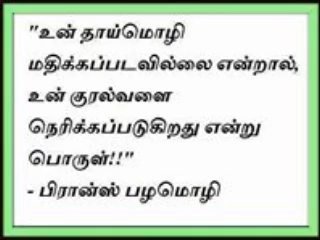 "உன் தாய்மொழி
மதிக்கப்படவில்லை என்றால்,
உன் குரல்வளை
நெரிக்கப்படுகிறது என்று
பொருள்!!"
- பிரான்ஸ் பழமொழி